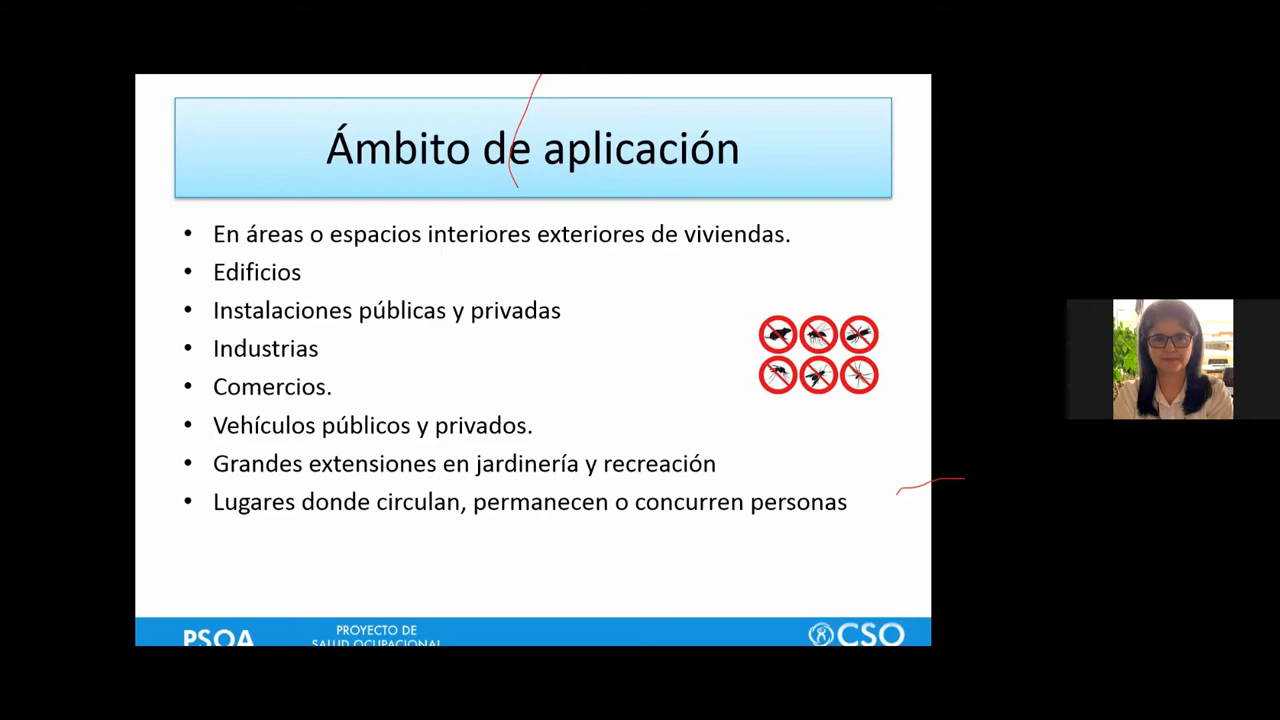 Ámbito de aplicación
• En áreas o espacios interiores exteriores de viviendas.
• Edificios
• Instalaciones públicas y privadas
• Industrias
• Comercios.
• Vehículos públicos y privados.
• Grandes extensiones en jardinería y recreación
• Lugares donde circulan, permanecen o concurren personas
PSOA
PROYECTO DE
SALUD OCUPACIONAL
CSO